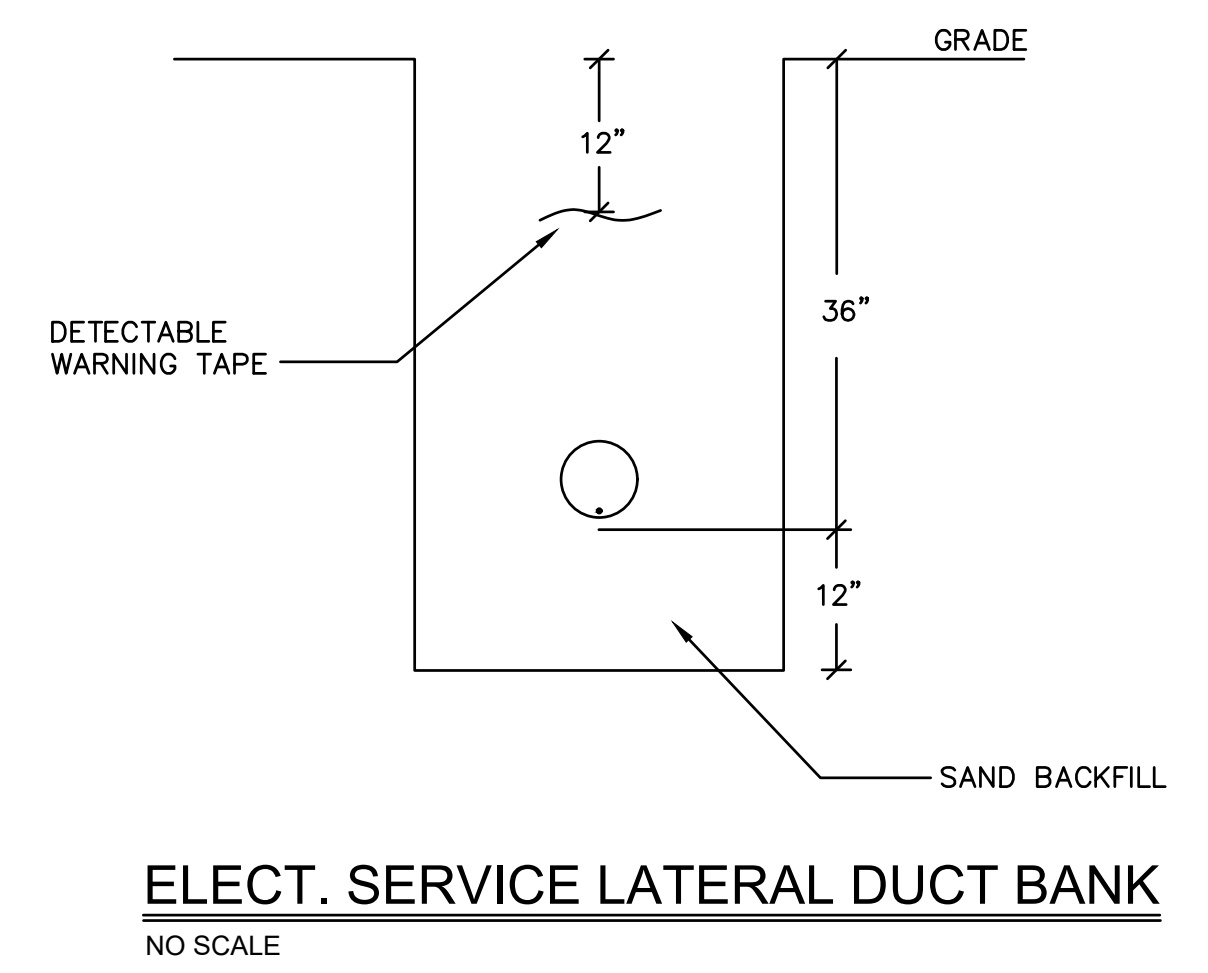 GRADE
12”
36”
DETECTABLE
WARNING TAPE
12”
SAND BACKFILL
ELECT. SERVICE LATERAL DUCT BANK
NO SCALE